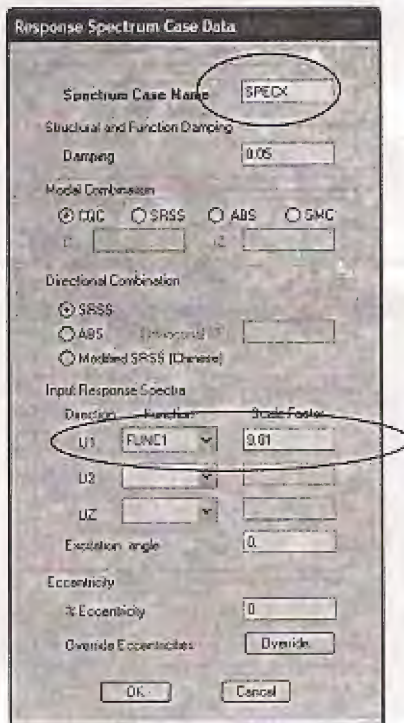 Response Spectrum Case Data
Spectrum Case Name SPECX
Structural and Function Damping
Damping 0.05
Modal Combination
CQC SRSS ABS GMC
Directional Combination
SRSS
ABS
Modified SRSS (Chinese)
Input Response Spectra
Direction Function Scale Factor
U1 FUNC1 9.81
U2
UZ
Excitation angle 0.
Eccentricity
% Eccentricity 0.
Override Eccentricities Override...
OK Cancel